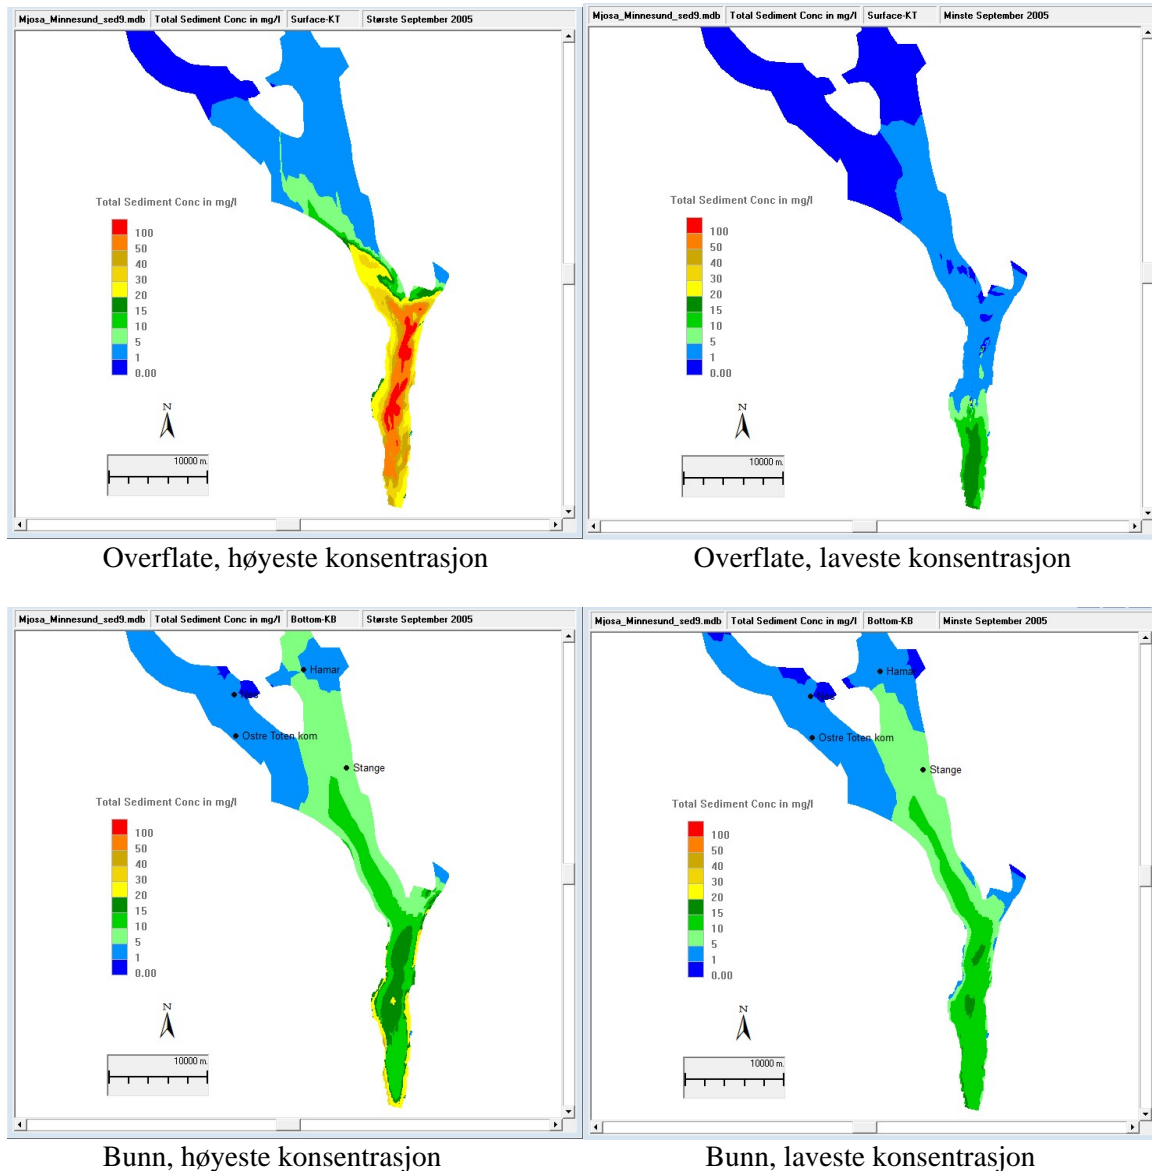 Mjosa_Minnesund_sed9.mdb Total Sediment Conc in mg/l Surface-KT Største September 2005
Total Sediment Conc in mg/l
100
50
40
30
20
15
10
5
1
0.00
N
10000 m.
Overflate, høyeste konsentrasjon
Mjosa_Minnesund_sed9.mdb Total Sediment Conc in mg/l Surface-KT Minste September 2005
Total Sediment Conc in mg/l
100
50
40
30
20
15
10
5
1
0.00
N
10000 m.
Overflate, laveste konsentrasjon
Mjosa_Minnesund_sed9.mdb Total Sediment Conc in mg/l Bottom-KB Største September 2005
Hamar
Ostre Toten kom
Stange
Total Sediment Conc in mg/l
100
50
40
30
20
15
10
5
1
0.00
N
10000 m.
Bunn, høyeste konsentrasjon
Mjosa_Minnesund_sed9.mdb Total Sediment Conc in mg/l Bottom-KB Minste September 2005
Hamar
Ostre Toten kom
Stange
Total Sediment Conc in mg/l
100
50
40
30
20
15
10
5
1
0.00
N
10000 m.
Bunn, laveste konsentrasjon